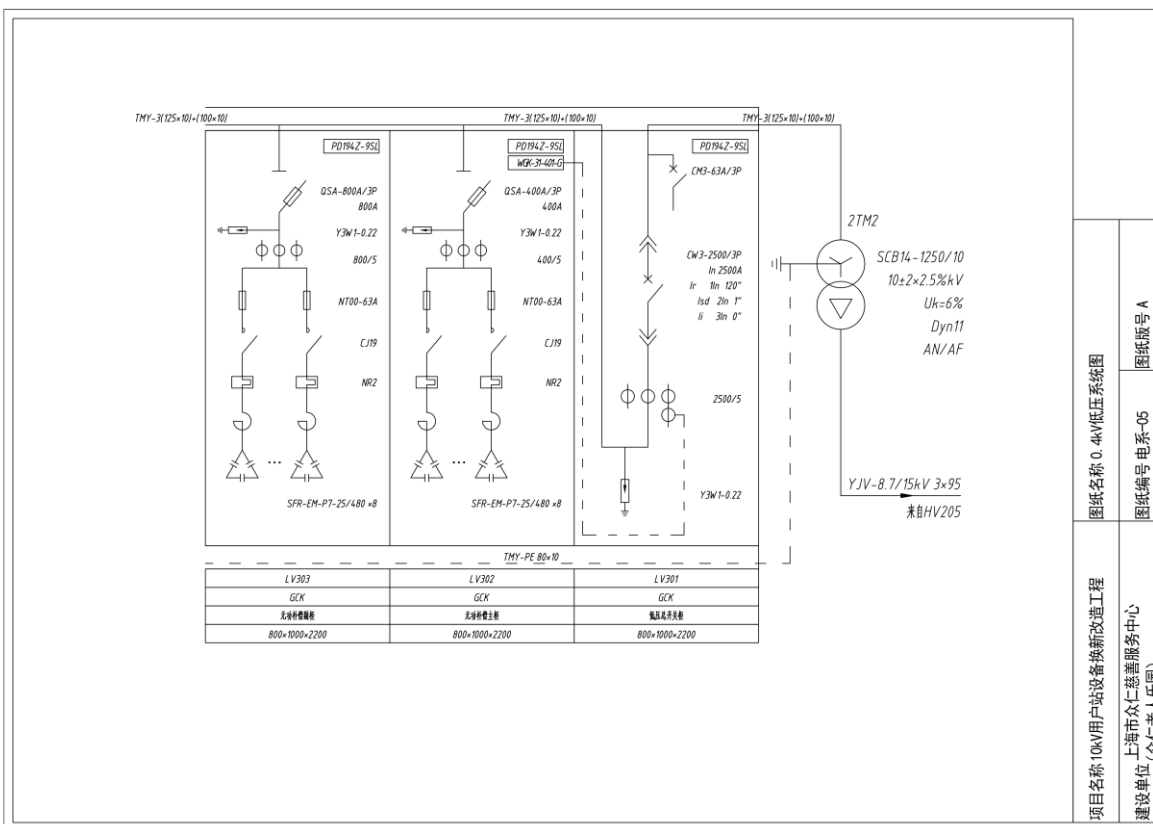 TMY-3(125×10)+(100×10)
TMY-3(125×10)+(100×10)
TMY-3(125×10)+(100×10)
PD194Z-9SL
QSA-800A/3P
800A
Y3W1-0.22
800/5
NT00-63A
CJ19
NR2
...
SFR-EM-P7-25/480 ×8
PD194Z-9SL
WGK-31-401-G
QSA-400A/3P
400A
Y3W1-0.22
400/5
NT00-63A
CJ19
NR2
...
SFR-EM-P7-25/480 ×8
PD194Z-9SL
CM3-63A/3P
CW3-2500/3P
In 2500A
Ir 1In 120"
Isd 2In 1"
Ii 3In 0"
2500/5
Y3W1-0.22
2TM2
SCB14-1250/10
10±2×2.5%kV
Uk=6%
Dyn11
AN/AF
YJV-8.7/15kV 3×95
来自HV205
TMY-PE 80×10
LV303 LV302 LV301
GCK GCK GCK
无功补偿副柜 无功补偿主柜 低压总开关柜
800×1000×2200 800×1000×2200 800×1000×2200
项目名称 10kV用户站设备换新改造工程
图纸名称 0.4kV低压系统图
建设单位 上海市众仁慈善服务中心
(众仁老人乐园)
图纸编号 电系-05
图纸版号 A